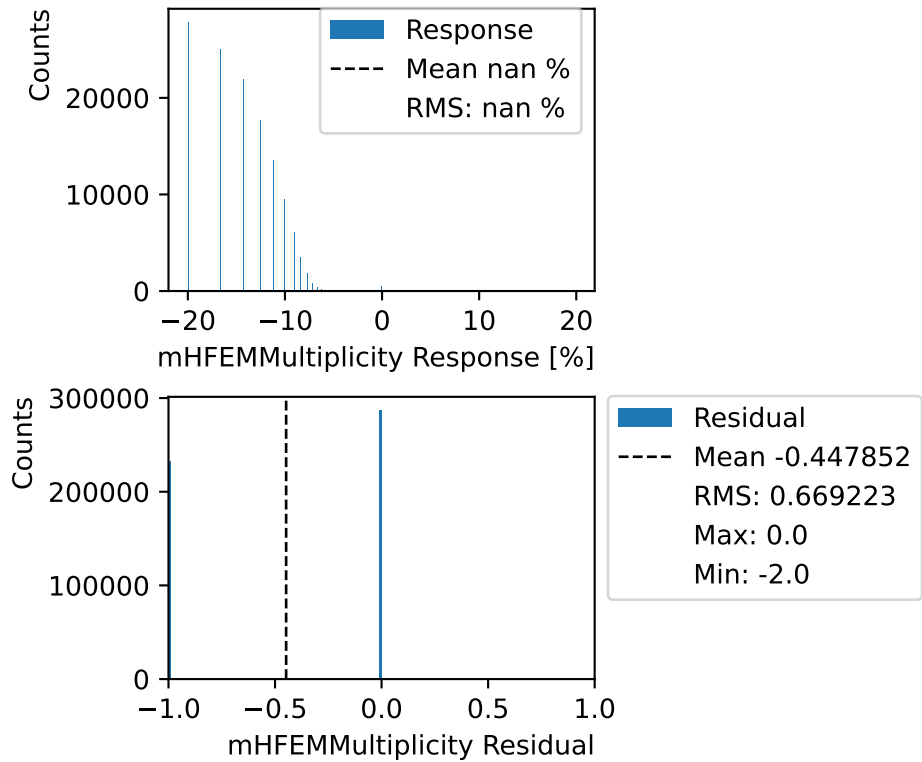 Counts
20000
10000
0
−20 −10 0 10 20
mHFEMMultiplicity Response [%]
Response
Mean nan %
RMS: nan %
Counts
300000
200000
100000
0
−1.0 −0.5 0.0 0.5 1.0
mHFEMMultiplicity Residual
Residual
Mean -0.447852
RMS: 0.669223
Max: 0.0
Min: -2.0